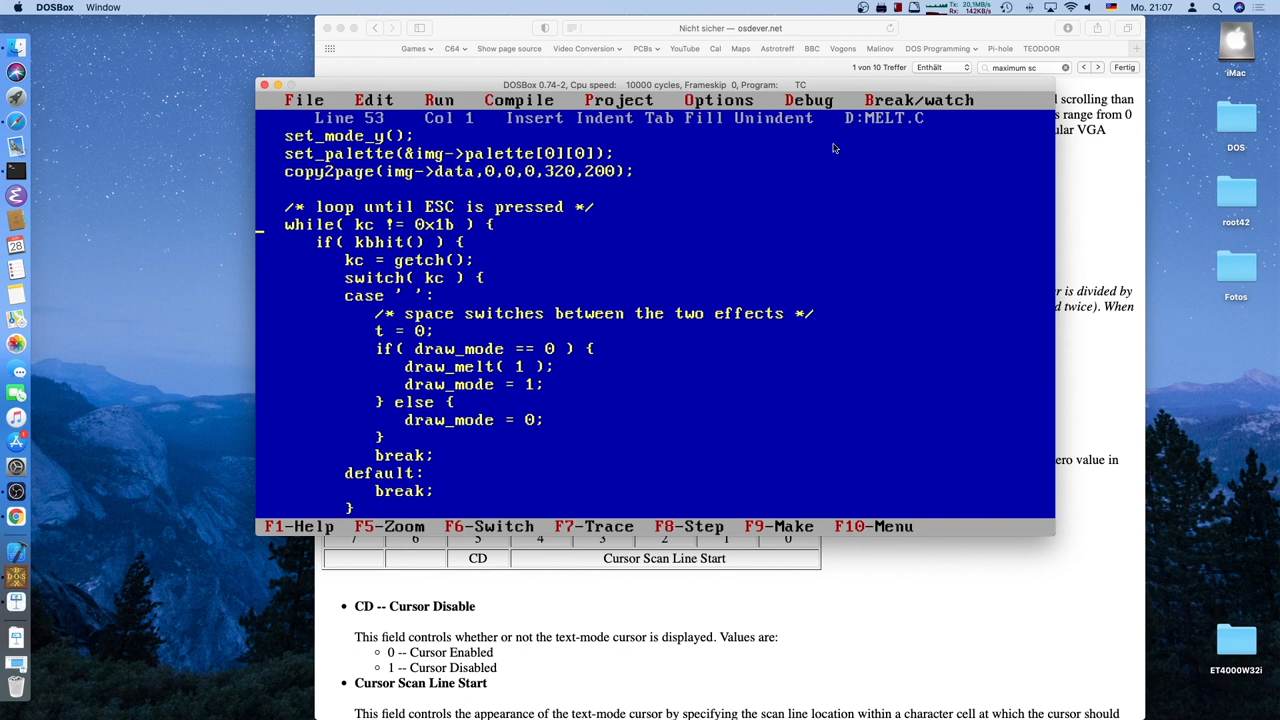 DOSBox Window
Tx: 20,1MB/s
Rx: 142KB/s
Mo. 21:07
Nicht sicher — osdever.net
Games C64 Show page source Video Conversion PCBs YouTube Cal Maps Astrotreff BBC Vogons Malinov DOS Programming Pi-hole TEODOOR
1 von 10 Treffer Enthält maximum sc Fertig
DOSBox 0.74-2, Cpu speed: 10000 cycles, Frameskip 0, Program: TC
File Edit Run Compile Project Options Debug Break/watch
Line 53 Col 1 Insert Indent Tab Fill Unindent D:MELT.C
set_mode_y();
set_palette(&img->palette[0][0]);
copy2page(img->data,0,0,0,320,200);
/* loop until ESC is pressed */
while( kc != 0x1b ) {
if( kbhit() ) {
kc = getch();
switch( kc ) {
case ' ':
/* space switches between the two effects */
t = 0;
if( draw_mode == 0 ) {
draw_melt( 1 );
draw_mode = 1;
} else {
draw_mode = 0;
}
break;
default:
break;
}
F1-Help F5-Zoom F6-Switch F7-Trace F8-Step F9-Make F10-Menu
scrolling than
s range from 0
ular VGA
r is divided by
d twice). When
ero value in
7 6 5 4 3 2 1 0
CD Cursor Scan Line Start
• CD -- Cursor Disable
This field controls whether or not the text-mode cursor is displayed. Values are:
0 -- Cursor Enabled
1 -- Cursor Disabled
• Cursor Scan Line Start
This field controls the appearance of the text-mode cursor by specifying the scan line location within a character cell at which the cursor should
iMac
DOS
root42
Fotos
ET4000W32i
28